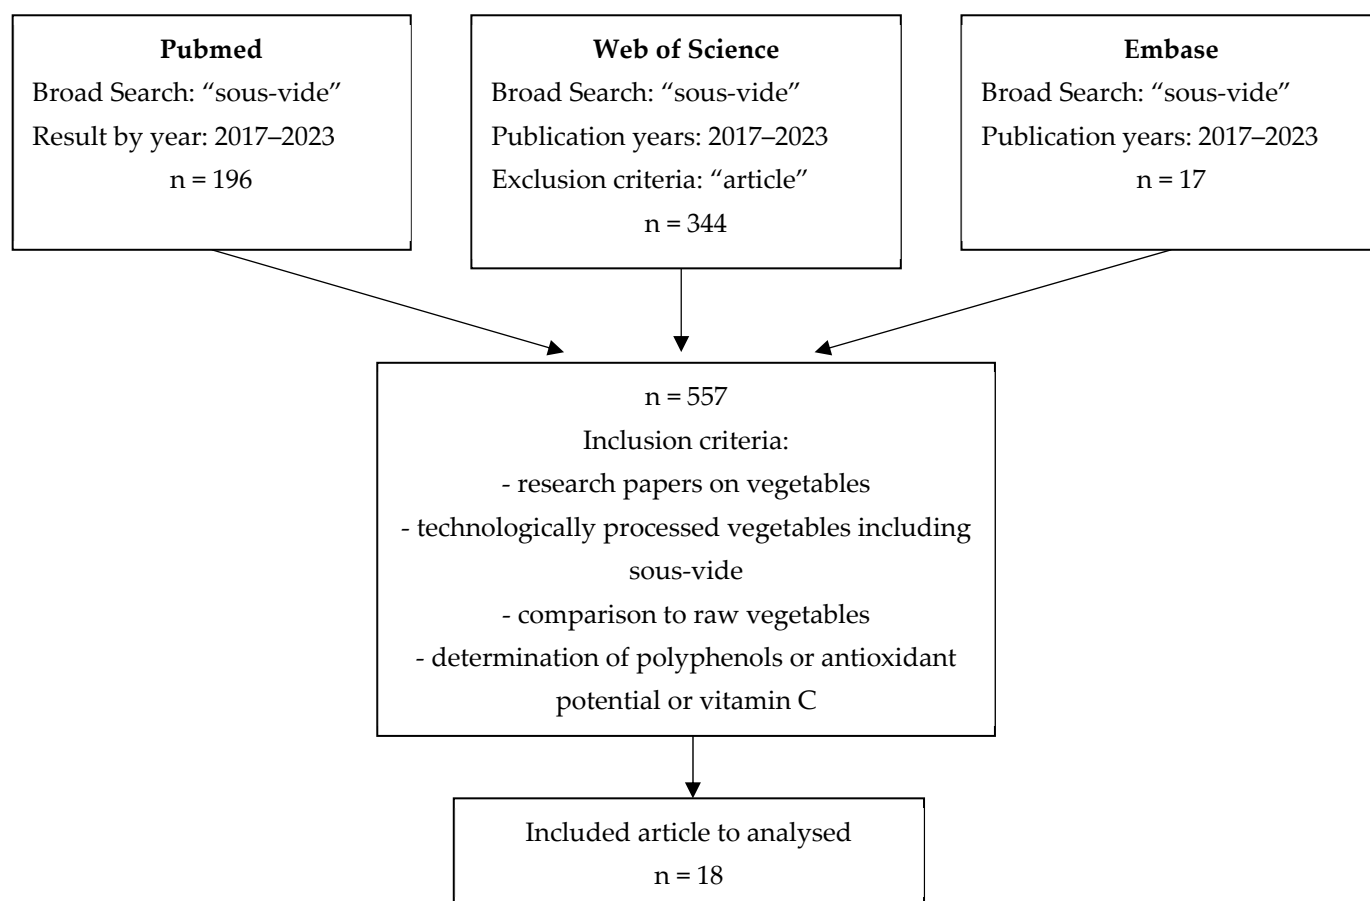 Pubmed
Broad Search: “sous-vide”
Result by year: 2017–2023
n = 196
Web of Science
Broad Search: “sous-vide”
Publication years: 2017–2023
Exclusion criteria: “article”
n = 344
Embase
Broad Search: “sous-vide”
Publication years: 2017–2023
n = 17
n = 557
Inclusion criteria:
- research papers on vegetables
- technologically processed vegetables including
sous-vide
- comparison to raw vegetables
- determination of polyphenols or antioxidant
potential or vitamin C
Included article to analysed
n = 18